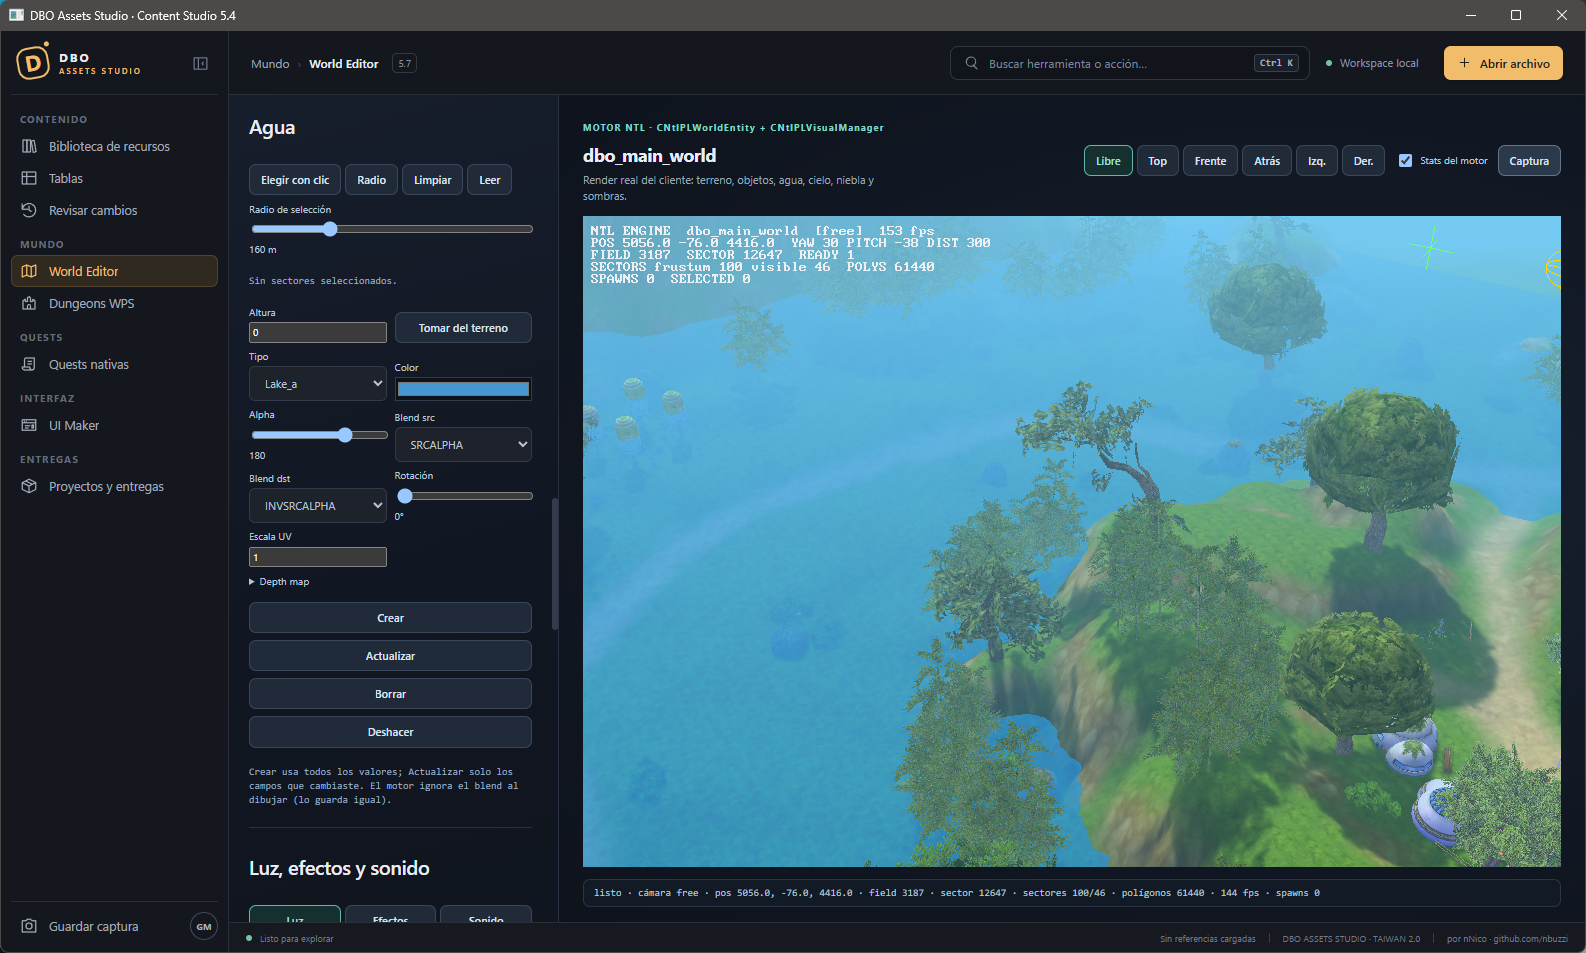 DBO Assets Studio · Content Studio 5.4
D
DBO
ASSETS STUDIO
Mundo › World Editor 5.7
Buscar herramienta o acción... Ctrl K
Workspace local
+ Abrir archivo
CONTENIDO
Biblioteca de recursos
Tablas
Revisar cambios
MUNDO
World Editor
Dungeons WPS
QUESTS
Quests nativas
INTERFAZ
UI Maker
ENTREGAS
Proyectos y entregas
Guardar captura GM
Agua
Elegir con clic Radio Limpiar Leer
Radio de selección
160 m
Sin sectores seleccionados.
Altura
0 Tomar del terreno
Tipo Color
Lake_a
Alpha Blend src
180 SRCALPHA
Blend dst Rotación
INVSRCALPHA 0°
Escala UV
1
Depth map
Crear
Actualizar
Borrar
Deshacer
Crear usa todos los valores; Actualizar solo los
campos que cambiaste. El motor ignora el blend al
dibujar (lo guarda igual).
Luz, efectos y sonido
Luz Efectos Sonido
MOTOR NTL · CNtlPLWorldEntity + CNtlPLVisualManager
dbo_main_world
Render real del cliente: terreno, objetos, agua, cielo, niebla y
sombras.
Libre Top Frente Atrás Izq. Der. Stats del motor Captura
NTL ENGINE dbo_main_world [free] 153 fps
POS 5056.0 -76.0 4416.0 YAW 30 PITCH -38 DIST 300
FIELD 3187 SECTOR 12647 READY 1
SECTORS frustum 100 visible 46 POLYS 61440
SPAWNS 0 SELECTED 0
listo · cámara free · pos 5056.0, -76.0, 4416.0 · field 3187 · sector 12647 · sectores 100/46 · polígonos 61440 · 144 fps · spawns 0
Listo para explorar
Sin referencias cargadas
DBO ASSETS STUDIO · TAIWAN 2.0
por nNico · github.com/nbuzzi